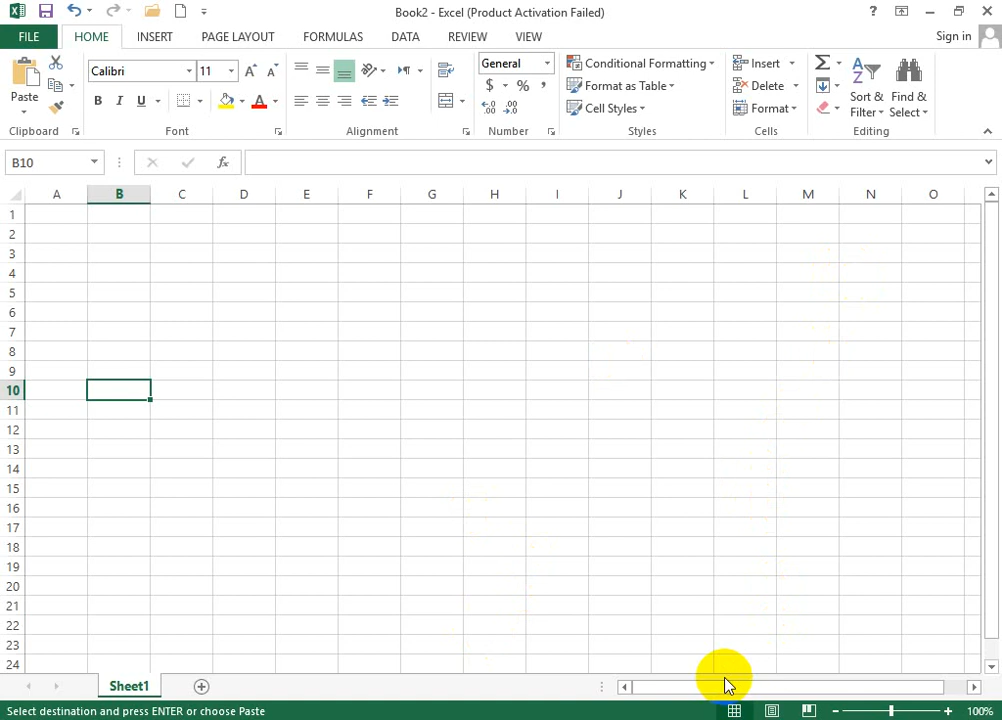 Book2 - Excel (Product Activation Failed)
FILE HOME INSERT PAGE LAYOUT FORMULAS DATA REVIEW VIEW Sign in
Paste
Clipboard
Calibri 11
B I U A
Font
Alignment
General
$ % ,
Number
Conditional Formatting
Format as Table
Cell Styles
Styles
Insert
Delete
Format
Cells
Sort & Filter
Find & Select
Editing
B10 fx
A B C D E F G H I J K L M N O
1
2
3
4
5
6
7
8
9
10
11
12
13
14
15
16
17
18
19
20
21
22
23
24
Sheet1
Select destination and press ENTER or choose Paste 100%